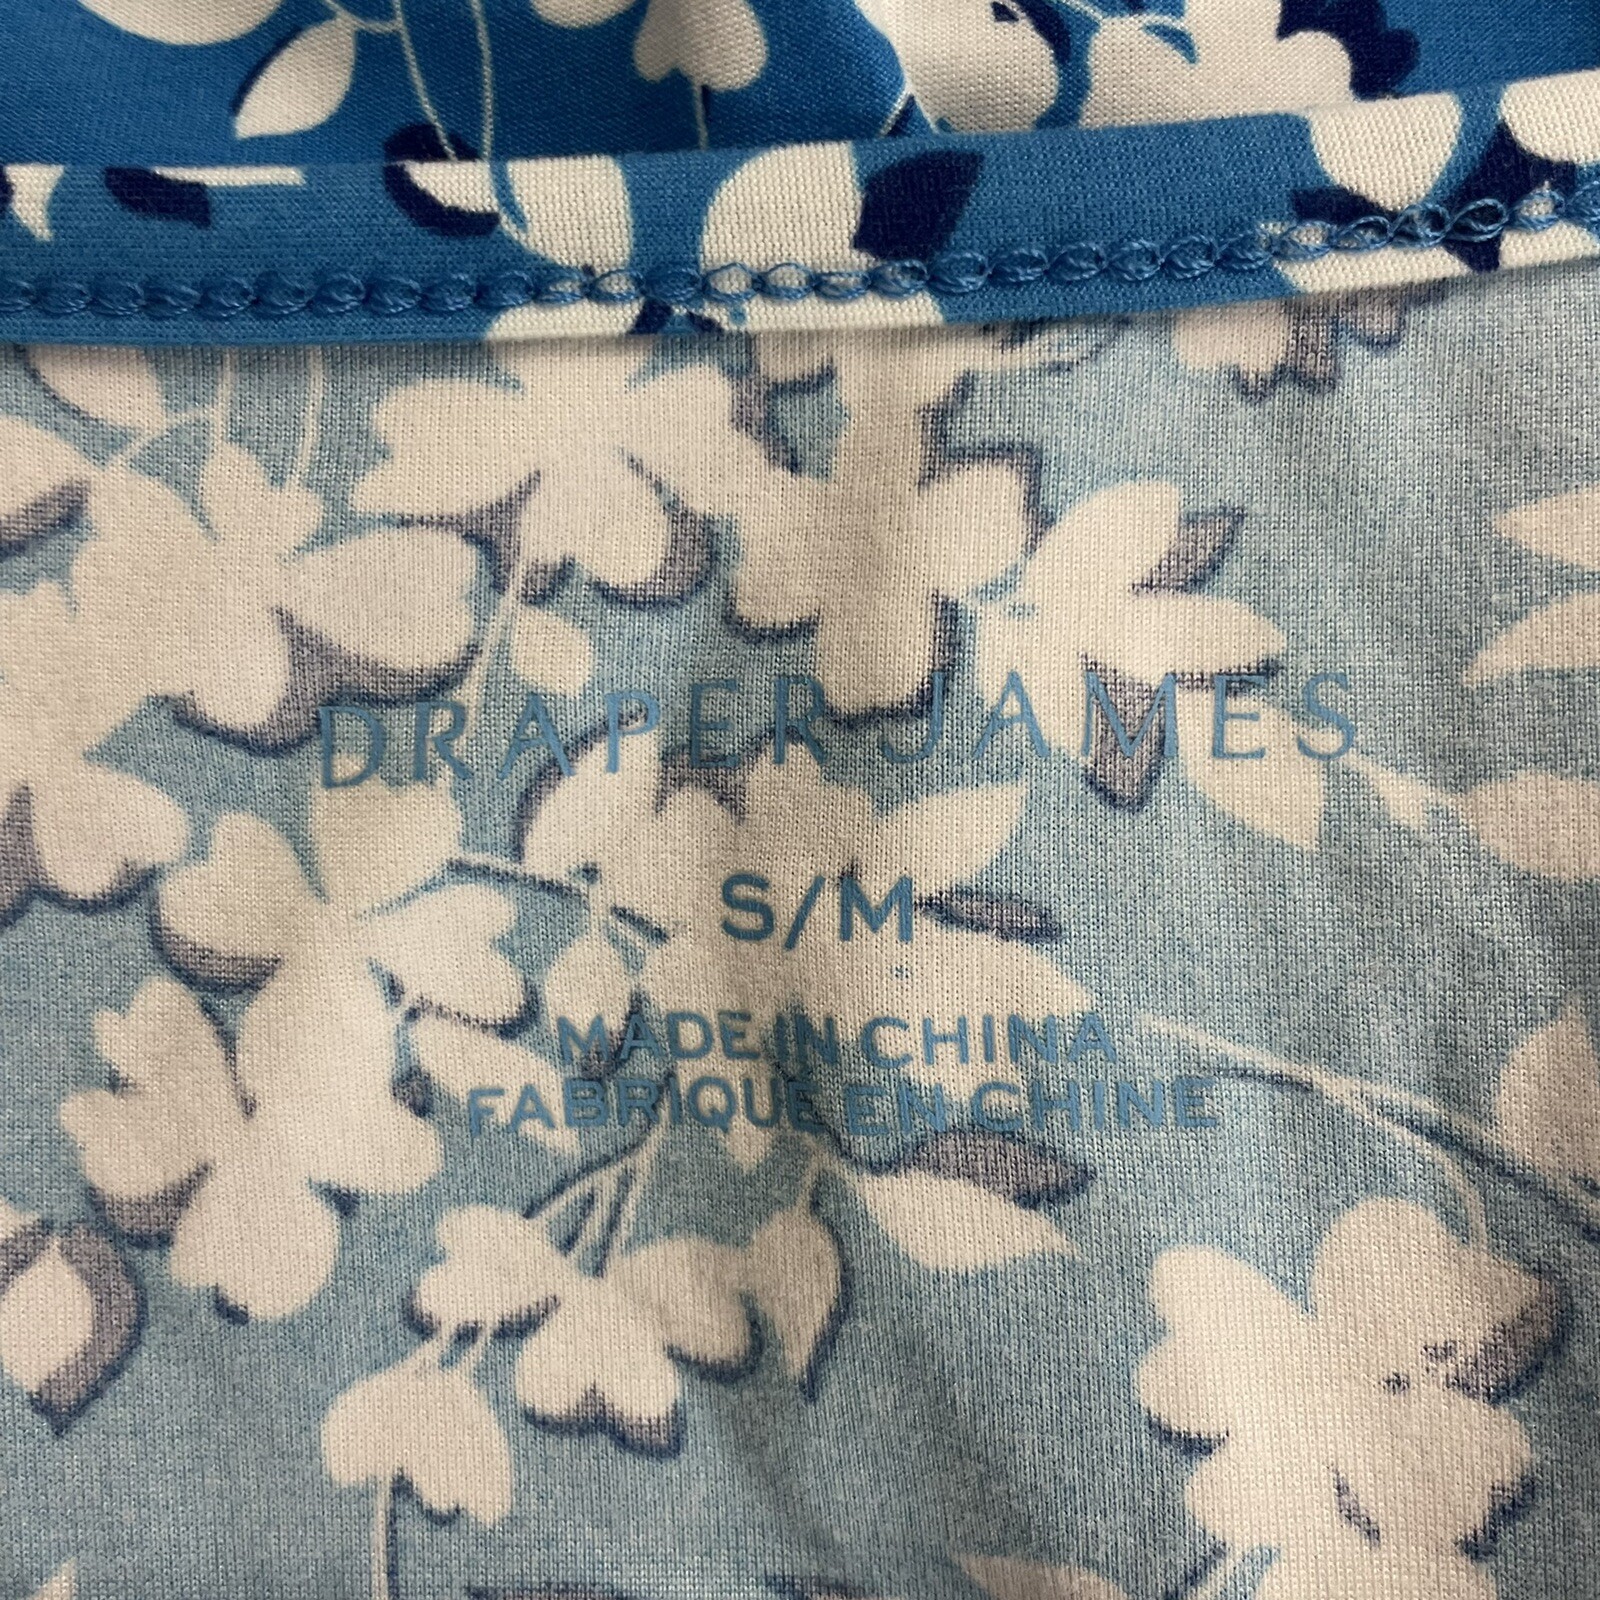 DRAPER JAMES
S/M
MADE IN CHINA
FABRIQUE EN CHINE